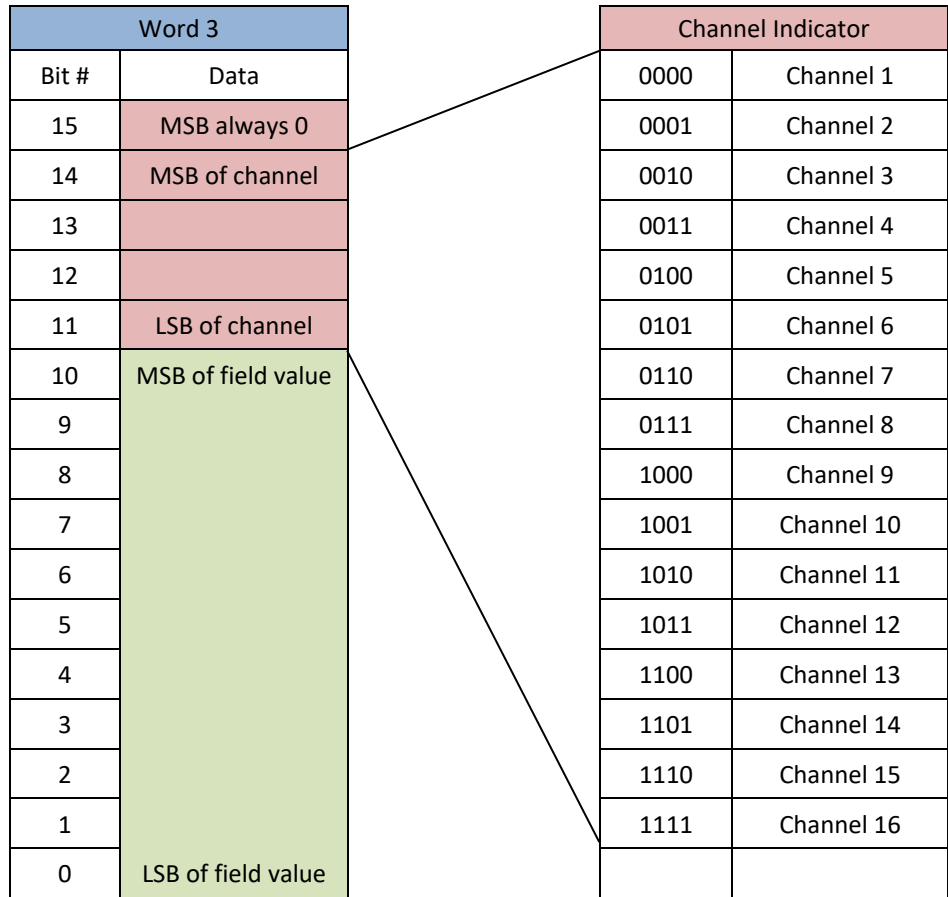 Word 3
Bit # Data
15 MSB always 0
14 MSB of channel
13
12
11 LSB of channel
10 MSB of field value
9
8
7
6
5
4
3
2
1
0 LSB of field value
Channel Indicator
0000 Channel 1
0001 Channel 2
0010 Channel 3
0011 Channel 4
0100 Channel 5
0101 Channel 6
0110 Channel 7
0111 Channel 8
1000 Channel 9
1001 Channel 10
1010 Channel 11
1011 Channel 12
1100 Channel 13
1101 Channel 14
1110 Channel 15
1111 Channel 16